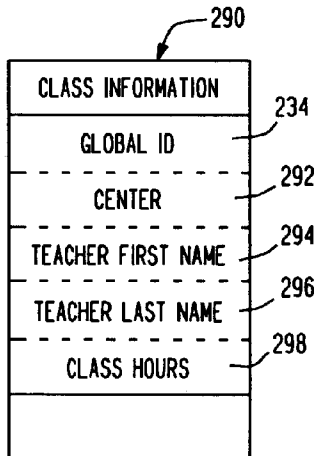 290
CLASS INFORMATION
234
GLOBAL ID
292
CENTER
294
TEACHER FIRST NAME
296
TEACHER LAST NAME
298
CLASS HOURS